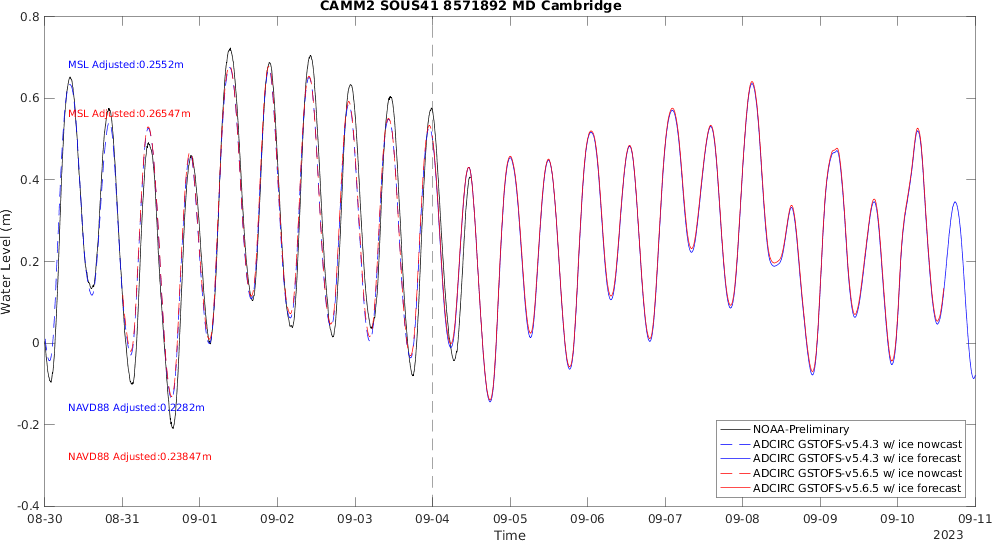 CAMM2 SOUS41 8571892 MD Cambridge
0.8
0.6
0.4
0.2
0
-0.2
-0.4
Water Level (m)
MSL Adjusted:0.2552m
MSL Adjusted:0.26547m
NAVD88 Adjusted:0.2282m
NAVD88 Adjusted:0.23847m
NOAA-Preliminary
ADCIRC GSTOFS-v5.4.3 w/ ice nowcast
ADCIRC GSTOFS-v5.4.3 w/ ice forecast
ADCIRC GSTOFS-v5.6.5 w/ ice nowcast
ADCIRC GSTOFS-v5.6.5 w/ ice forecast
08-30 08-31 09-01 09-02 09-03 09-04 09-05 09-06 09-07 09-08 09-09 09-10 09-11
Time
2023